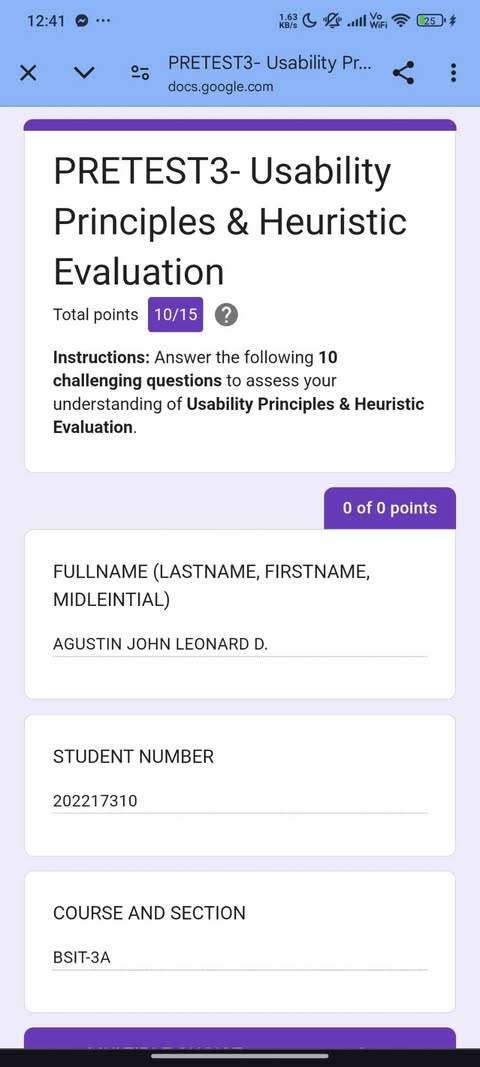 12:41
1.63
KB/s
Vo
WiFi
25
PRETEST3- Usability Pr...
docs.google.com
PRETEST3- Usability
Principles & Heuristic
Evaluation
Total points 10/15 ?
Instructions: Answer the following 10
challenging questions to assess your
understanding of Usability Principles & Heuristic
Evaluation.
0 of 0 points
FULLNAME (LASTNAME, FIRSTNAME,
MIDLEINTIAL)
AGUSTIN JOHN LEONARD D.
STUDENT NUMBER
202217310
COURSE AND SECTION
BSIT-3A